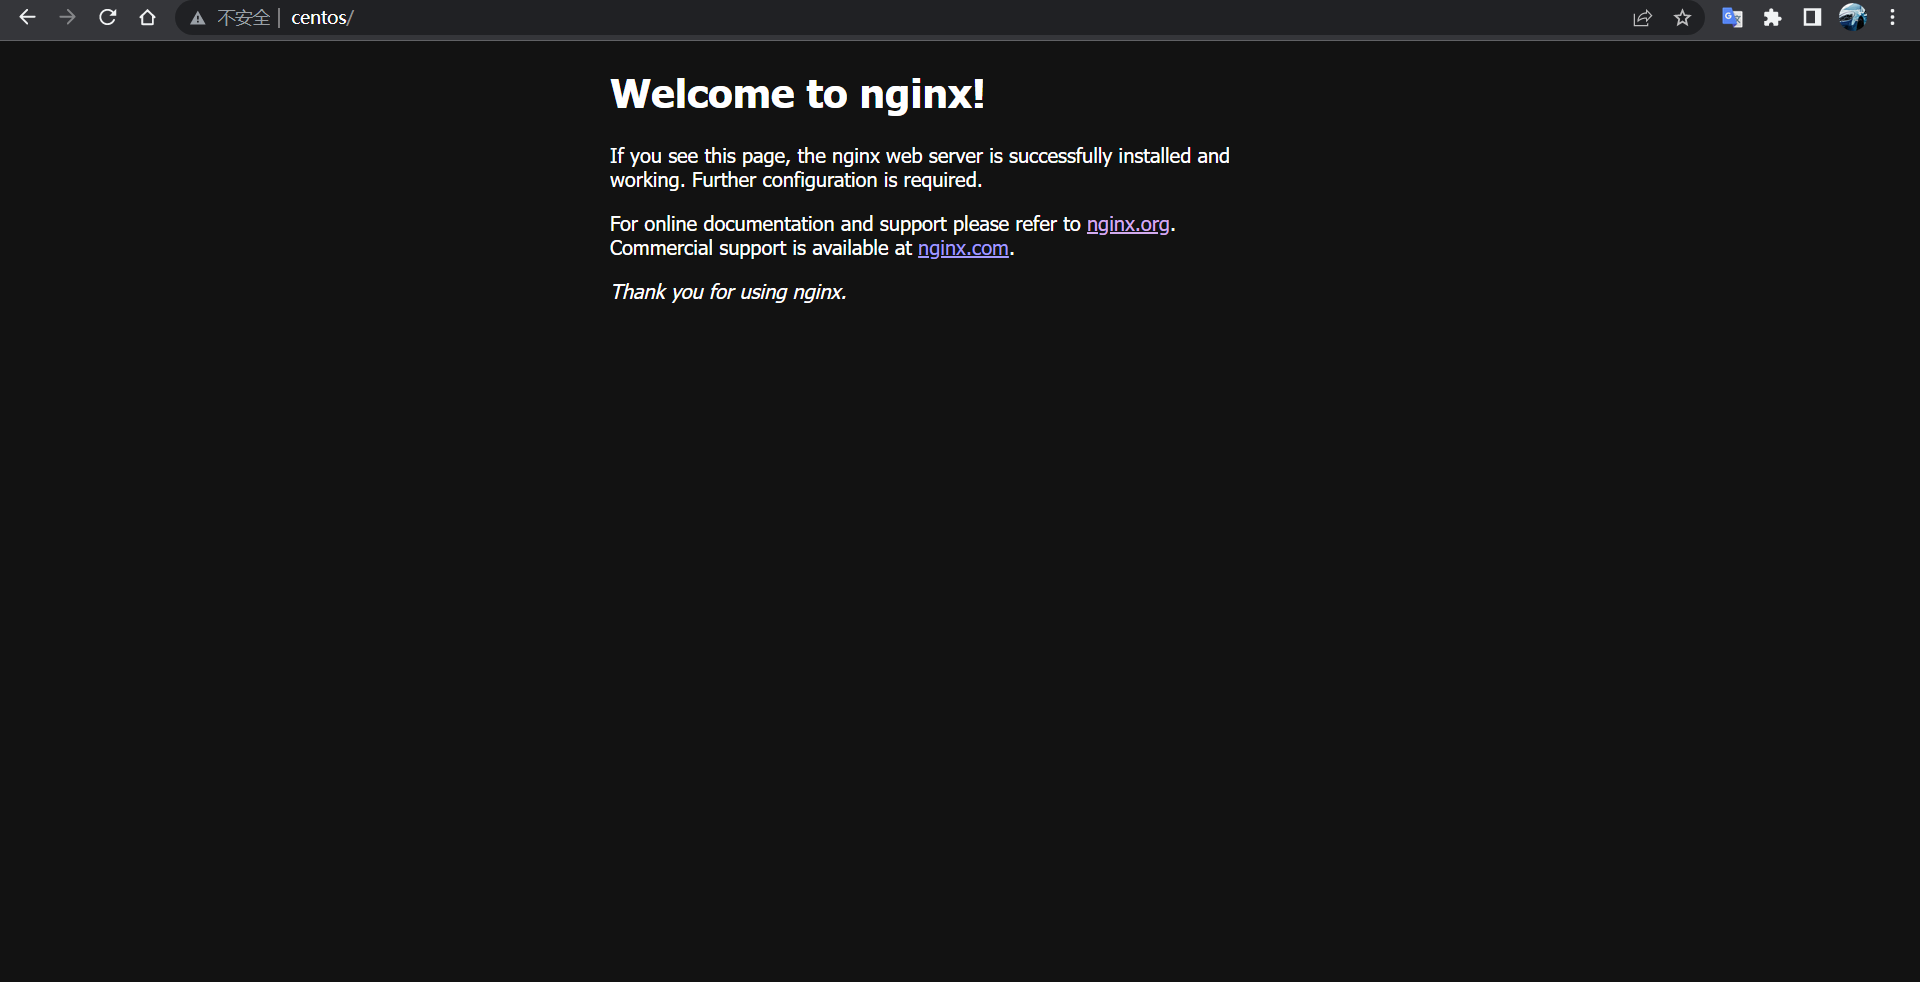 不安全 | centos/
Welcome to nginx!
If you see this page, the nginx web server is successfully installed and
working. Further configuration is required.
For online documentation and support please refer to nginx.org.
Commercial support is available at nginx.com.
Thank you for using nginx.